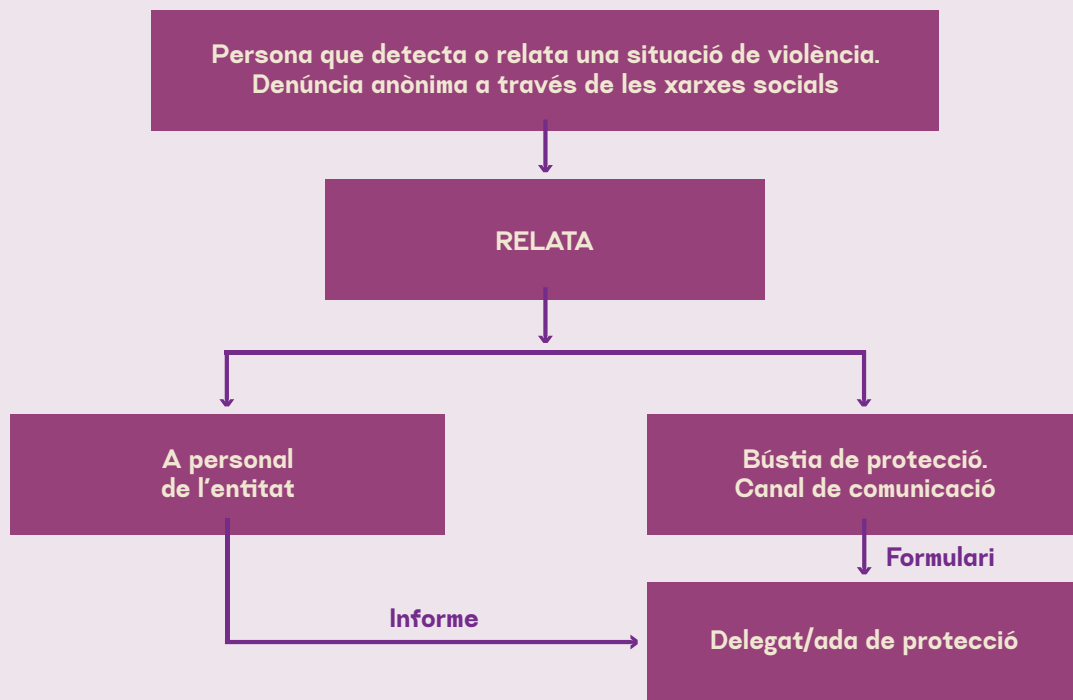 Persona que detecta o relata una situació de violència.
Denúncia anònima a través de les xarxes socials
RELATA
A personal
de l'entitat
Bústia de protecció.
Canal de comunicació
Formulari
Informe
Delegat/ada de protecció